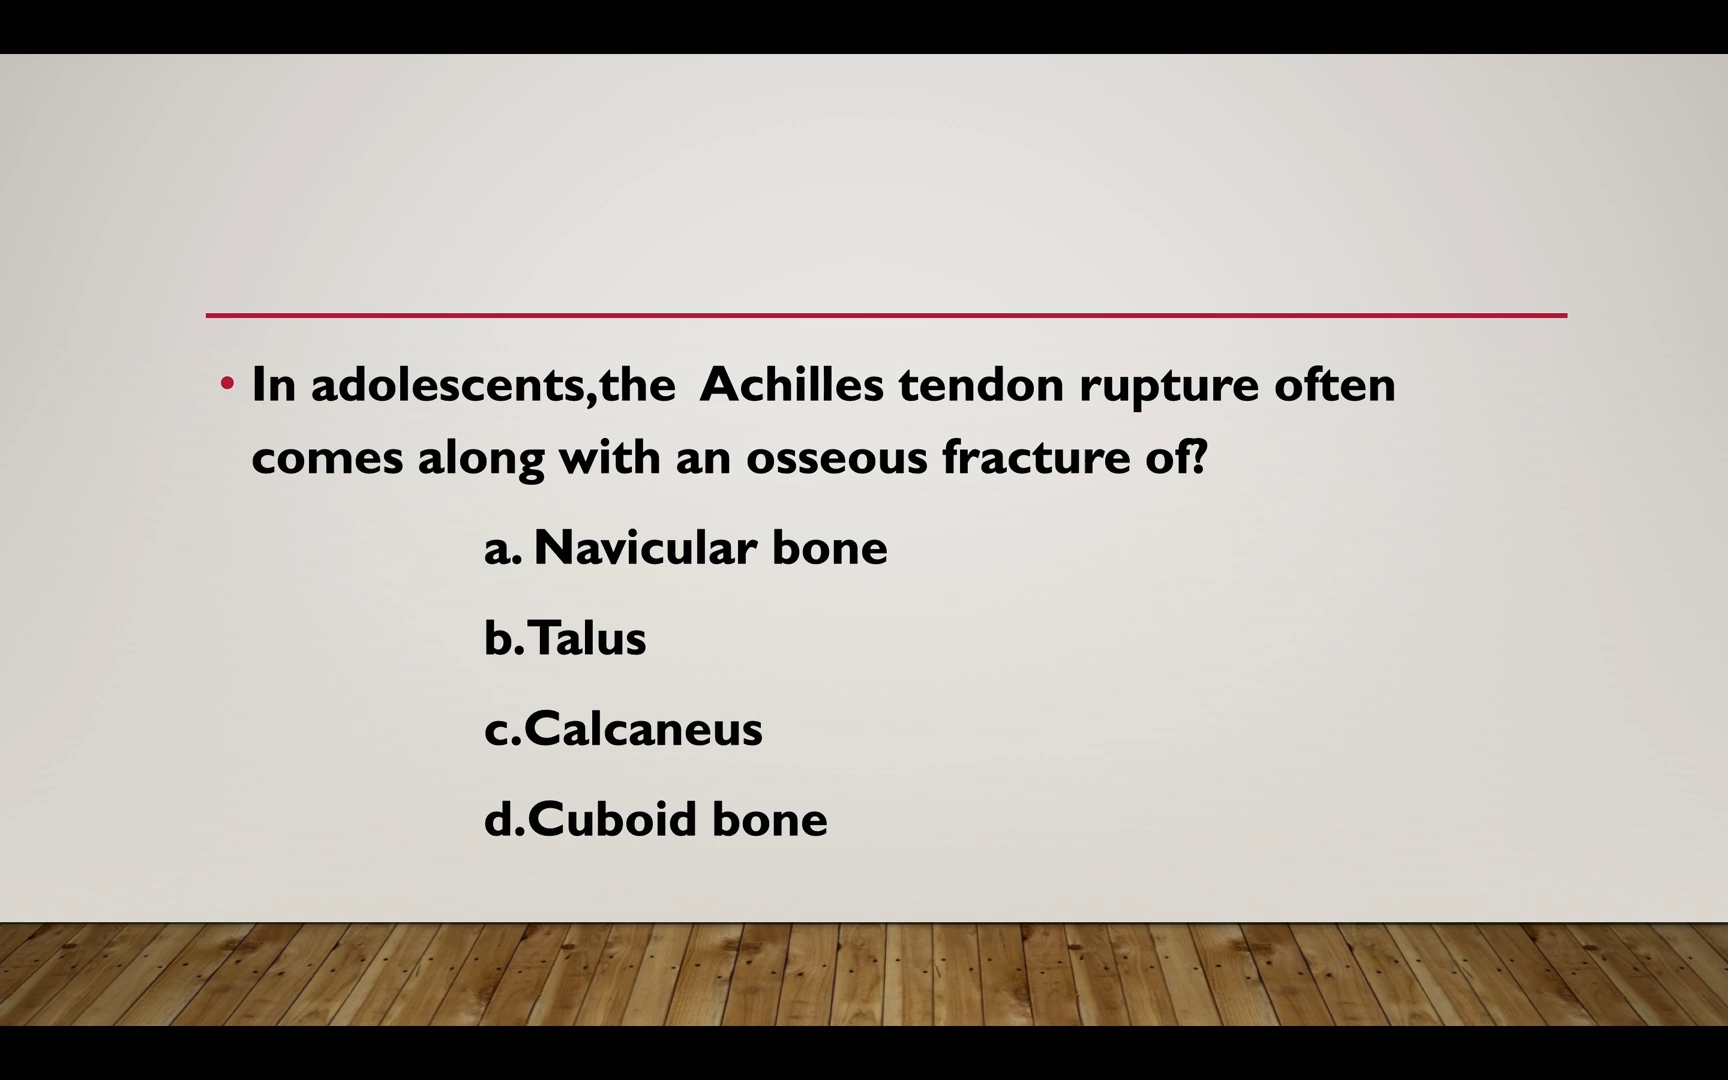 • In adolescents,the Achilles tendon rupture often
comes along with an osseous fracture of?
a. Navicular bone
b.Talus
c.Calcaneus
d.Cuboid bone